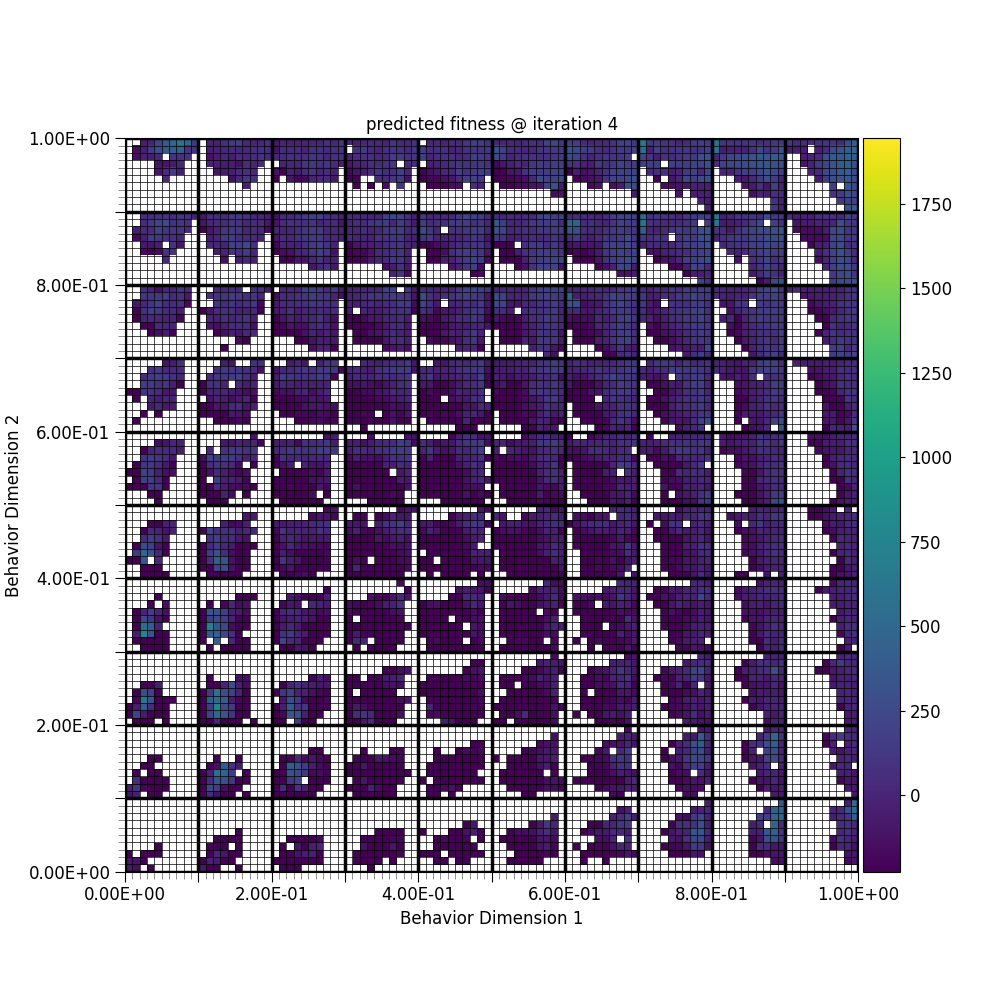 predicted fitness @ iteration 4
1.00E+00
8.00E-01
6.00E-01
4.00E-01
2.00E-01
0.00E+00
Behavior Dimension 2
0.00E+00 2.00E-01 4.00E-01 6.00E-01 8.00E-01 1.00E+00
Behavior Dimension 1
1750
1500
1250
1000
750
500
250
0